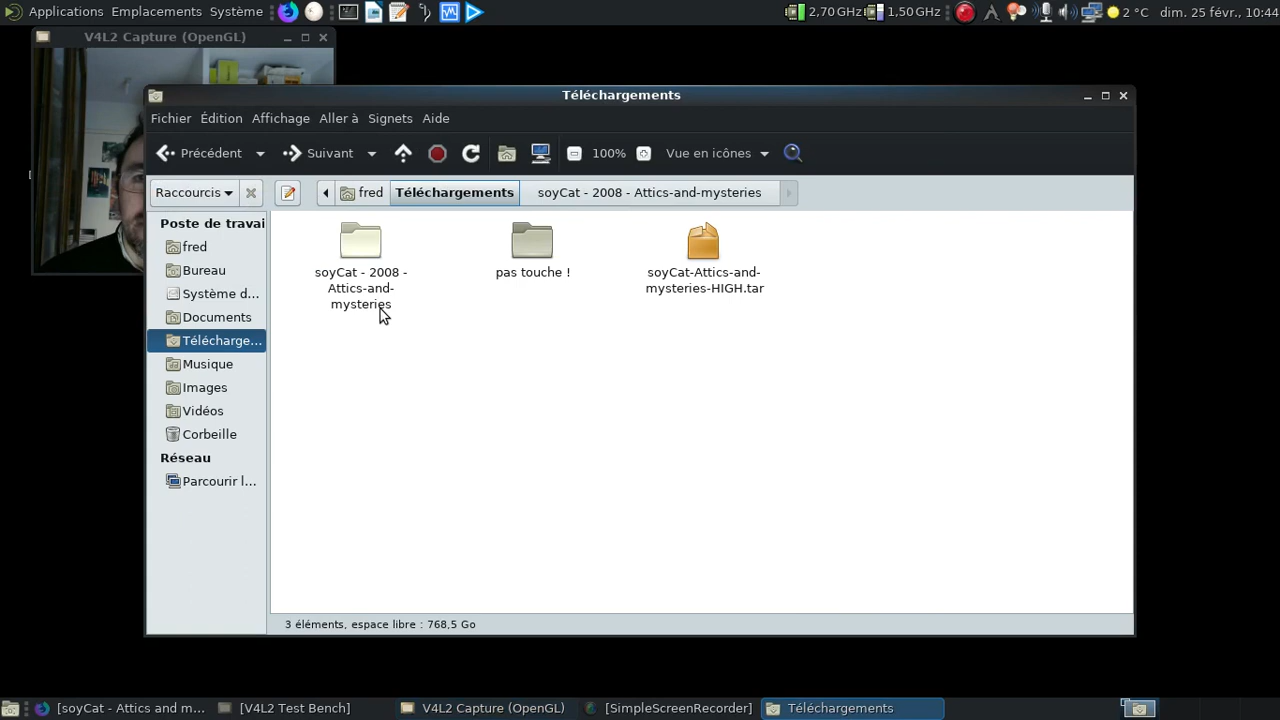 Applications Emplacements Système 2,70 GHz 1,50 GHz 2 °C dim. 25 févr., 10:44
V4L2 Capture (OpenGL)
Téléchargements
Fichier Édition Affichage Aller à Signets Aide
Précédent Suivant 100% Vue en icônes
Raccourcis fred Téléchargements soyCat - 2008 - Attics-and-mysteries
Poste de travai
fred
Bureau
Système d...
Documents
Télécharge...
Musique
Images
Vidéos
Corbeille
Réseau
Parcourir l...
soyCat - 2008 -
Attics-and-
mysteries
pas touche !
soyCat-Attics-and-
mysteries-HIGH.tar
3 éléments, espace libre : 768,5 Go
[soyCat - Attics and m... [V4L2 Test Bench] V4L2 Capture (OpenGL) [SimpleScreenRecorder] Téléchargements